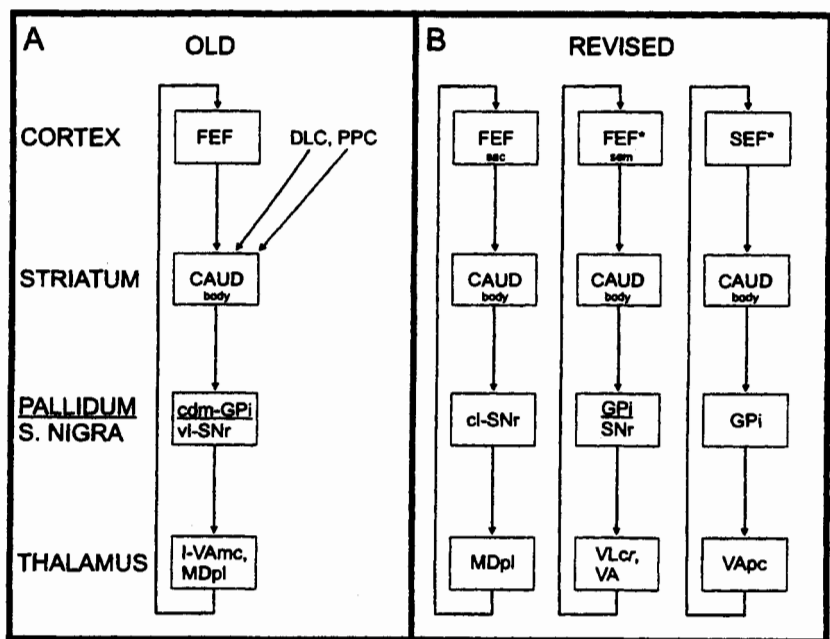 A OLD
B REVISED
CORTEX
FEF
DLC, PPC
FEF
sac
FEF*
sem
SEF*
STRIATUM
CAUD
body
CAUD
body
CAUD
body
CAUD
body
PALLIDUM
S. NIGRA
cdm-GPi
vl-SNr
cl-SNr
GPi
SNr
GPi
THALAMUS
l-VAmc,
MDpl
MDpl
VLcr,
VA
VApc